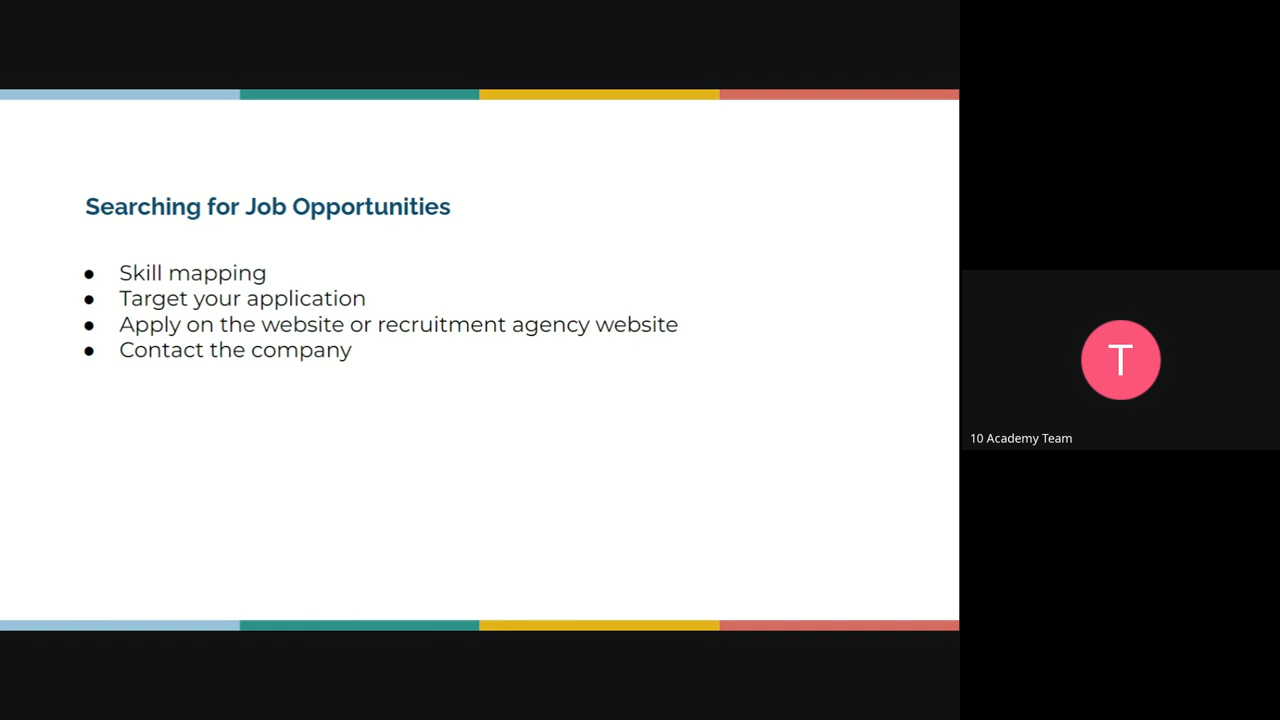 Searching for Job Opportunities
● Skill mapping
● Target your application
● Apply on the website or recruitment agency website
● Contact the company
T
10 Academy Team